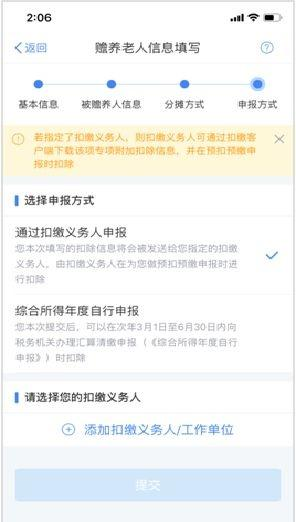 2:06
返回
赡养老人信息填写
基本信息
被赡养人信息
分摊方式
申报方式
若指定了扣缴义务人，则扣缴义务人可通过扣缴客
户端下载该项专项附加扣除信息，并在预扣预缴申
报时扣除
选择申报方式
通过扣缴义务人申报
您本次填写的扣除信息将会被发送给您指定的扣缴
义务人，由扣缴义务人在为您做预扣预缴申报时进
行扣除
综合所得年度自行申报
您本次提交后，可以在次年3月1日至6月30日内向
税务机关办理汇算清缴申报（《综合所得年度自行
申报》）时扣除
请选择您的扣缴义务人
添加扣缴义务人/工作单位
提交